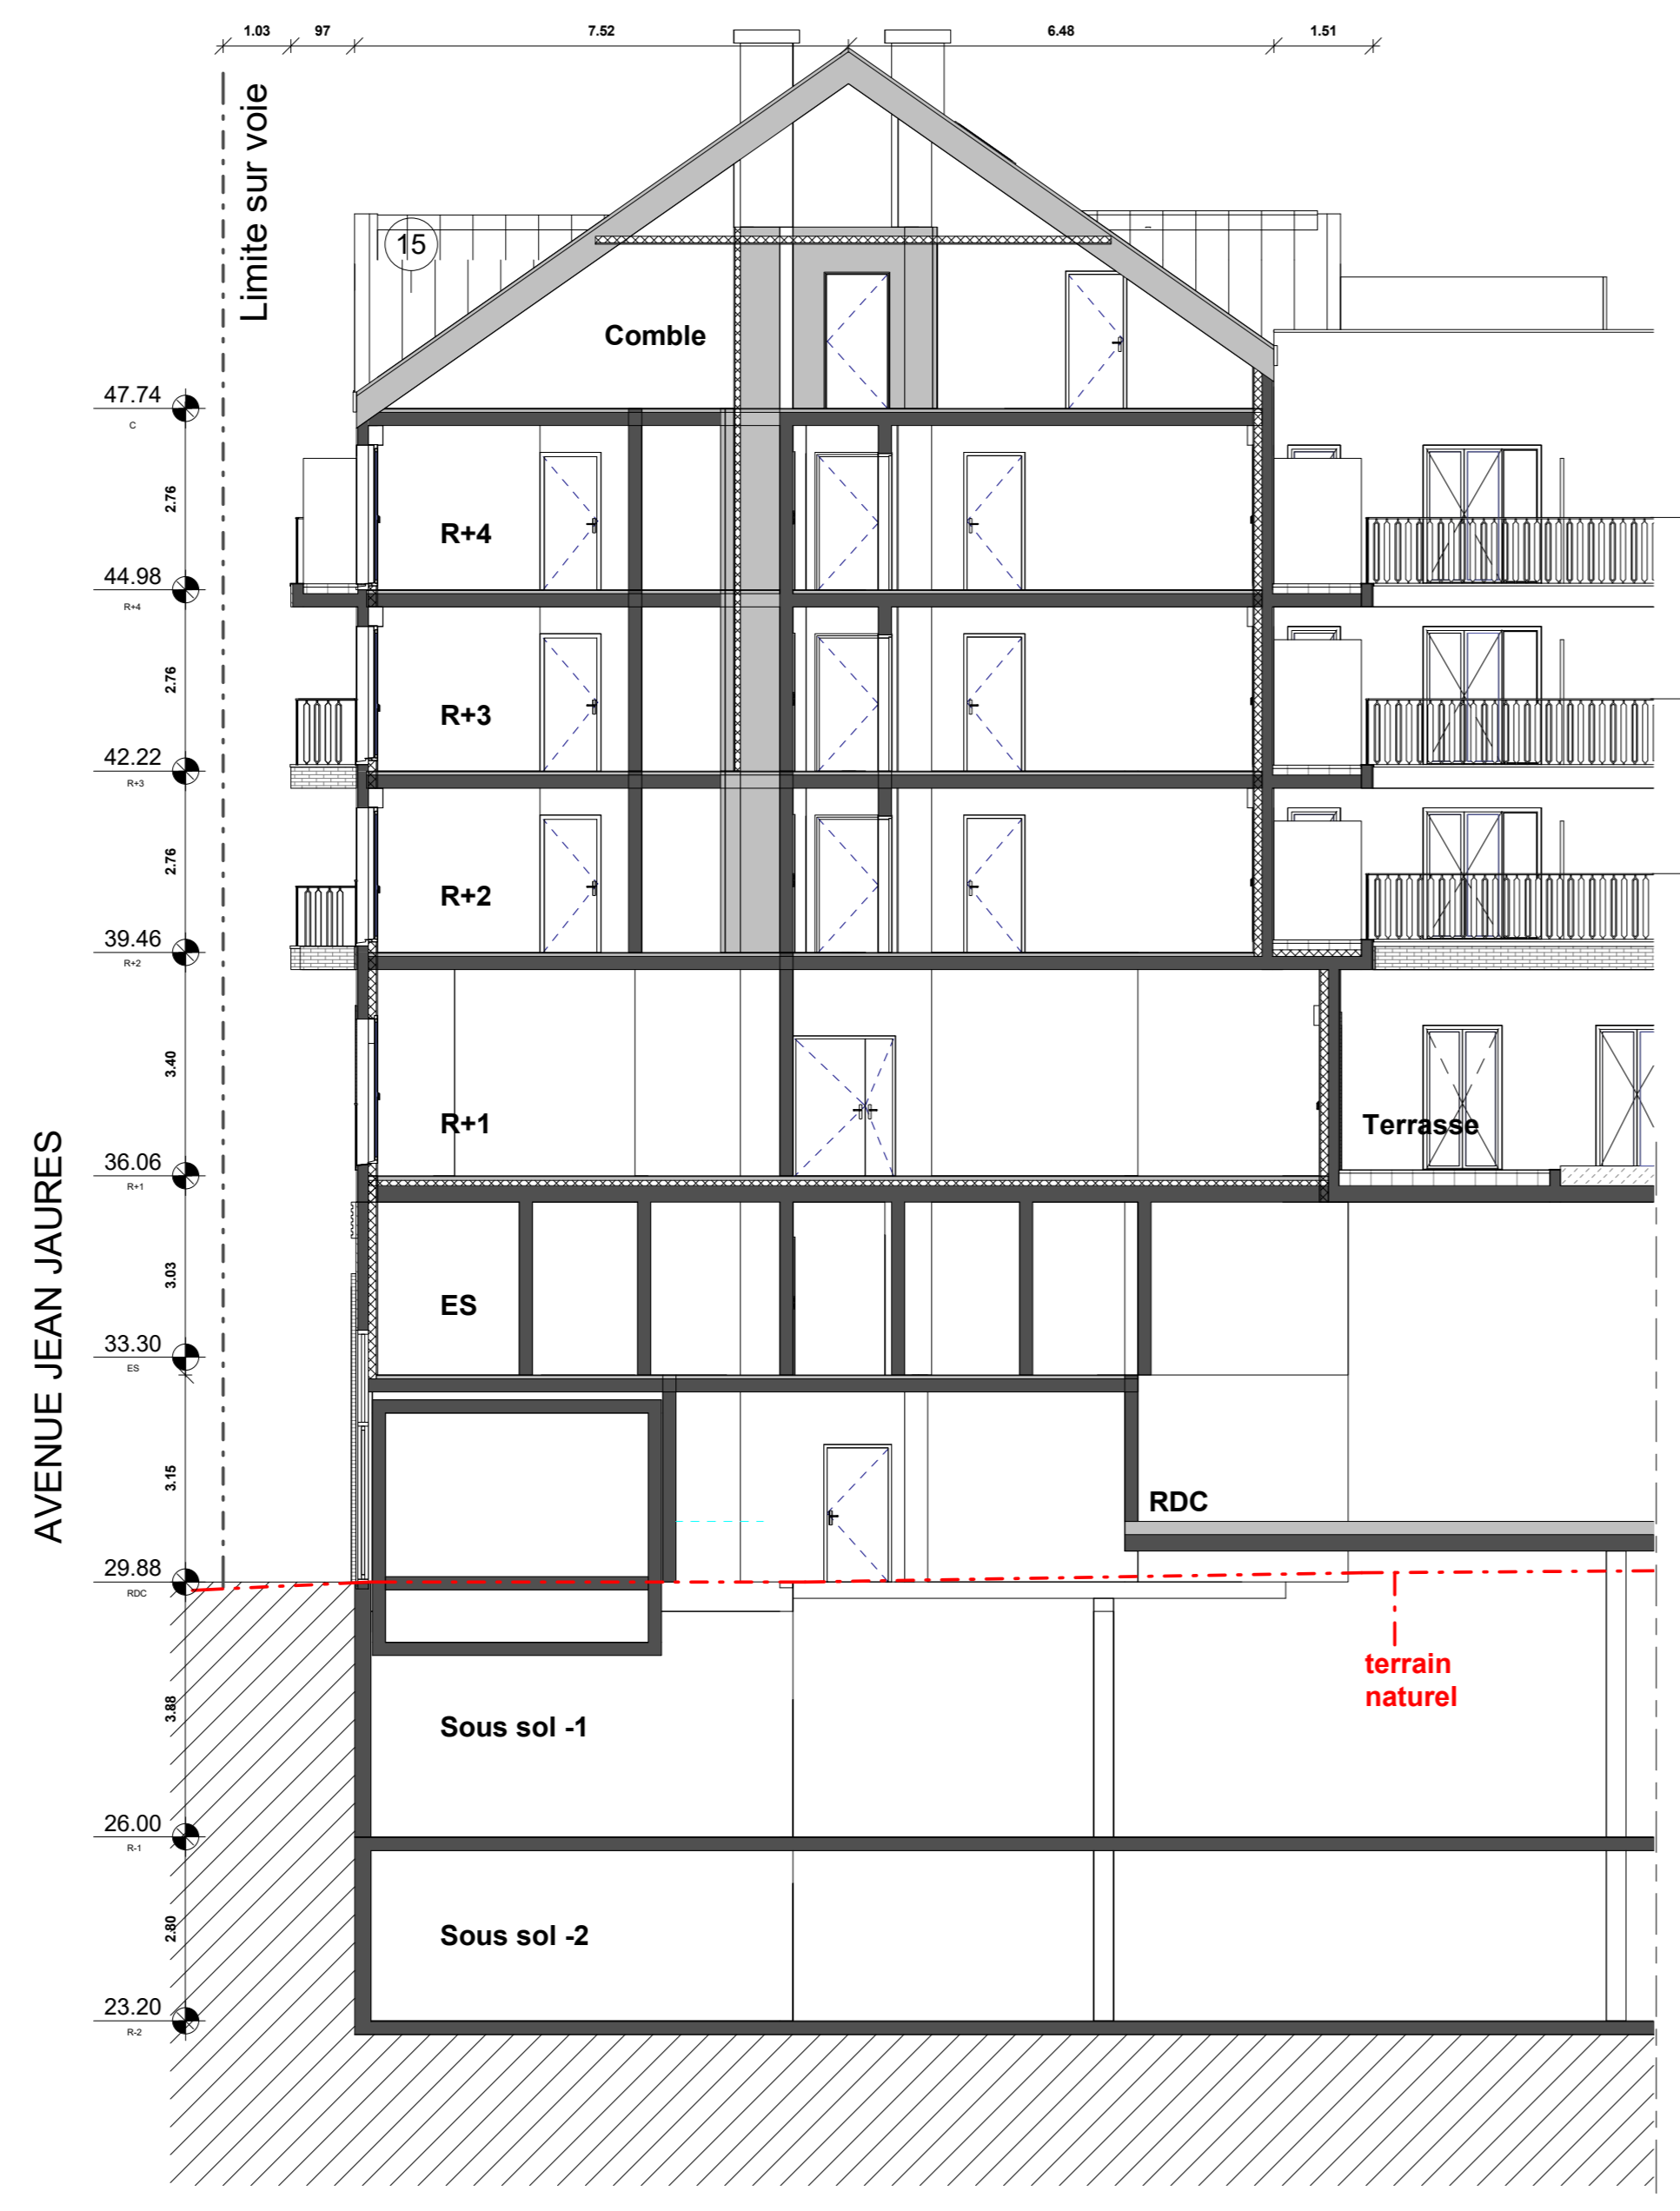 1.03 97 7.52 6.48 1.51
Limite sur voie
15
Comble
47.74
C
2.76
R+4
44.98
R+4
2.76
R+3
42.22
R+3
2.76
R+2
39.46
R+2
3.40
R+1
Terrasse
36.06
R+1
AVENUE JEAN JAURES
3.03
ES
33.30
ES
3.15
RDC
29.88
RDC
terrain
naturel
3.88
Sous sol -1
26.00
R-1
2.80
Sous sol -2
23.20
R-2